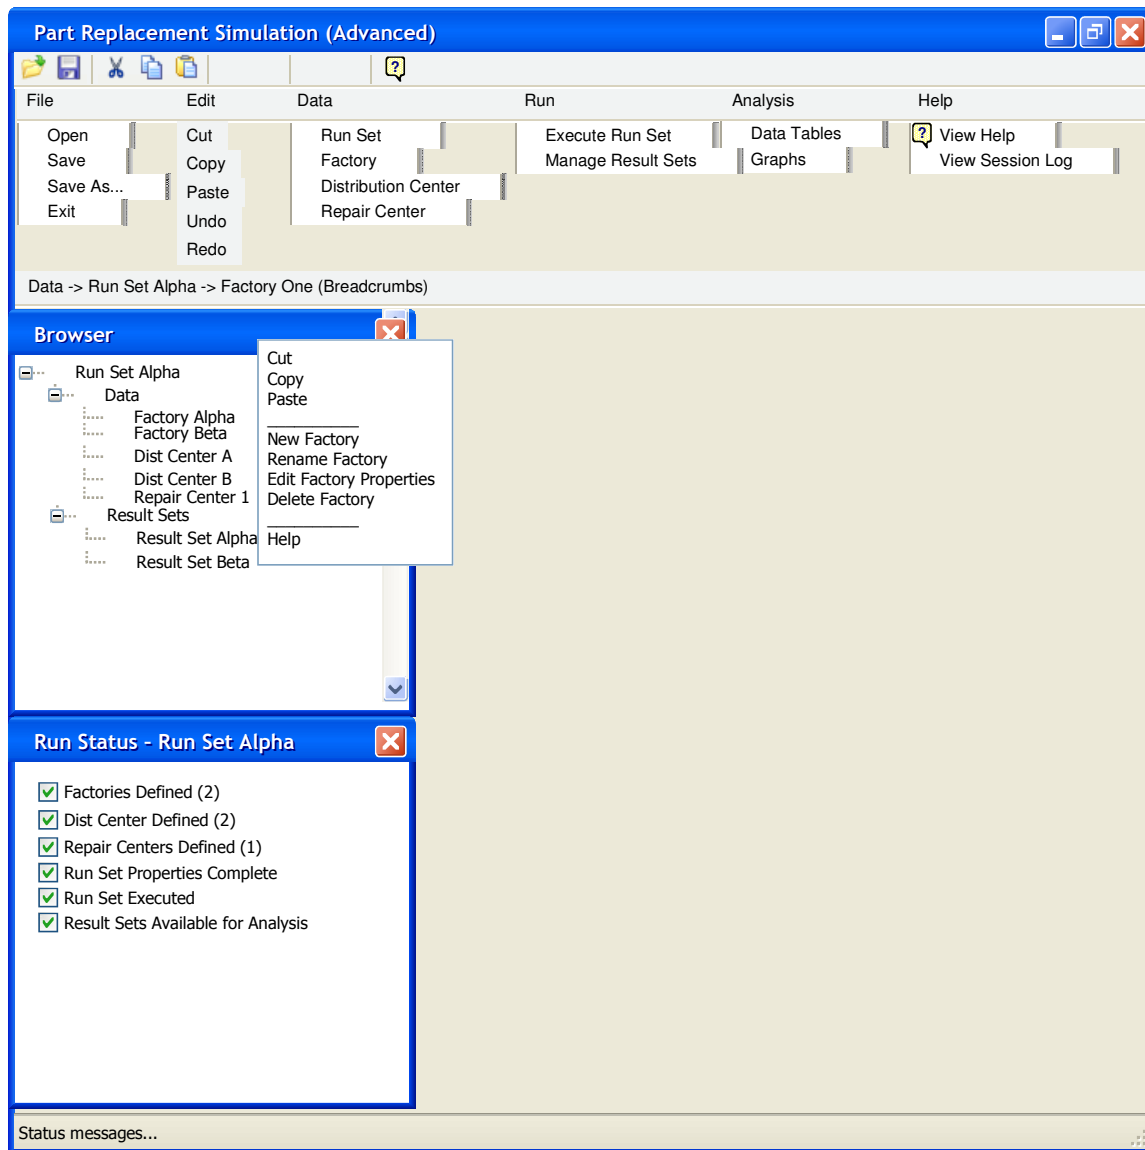 Part Replacement Simulation (Advanced)
File Edit Data Run Analysis Help
Open Cut Run Set Execute Run Set Data Tables View Help
Save Copy Factory Manage Result Sets Graphs View Session Log
Save As... Paste Distribution Center
Exit Undo Repair Center
Redo
Data -> Run Set Alpha -> Factory One (Breadcrumbs)
Browser
Run Set Alpha
Data
Factory Alpha
Factory Beta
Dist Center A
Dist Center B
Repair Center 1
Result Sets
Result Set Alpha
Result Set Beta
Cut
Copy
Paste
New Factory
Rename Factory
Edit Factory Properties
Delete Factory
Help
Run Status - Run Set Alpha
Factories Defined (2)
Dist Center Defined (2)
Repair Centers Defined (1)
Run Set Properties Complete
Run Set Executed
Result Sets Available for Analysis
Status messages...